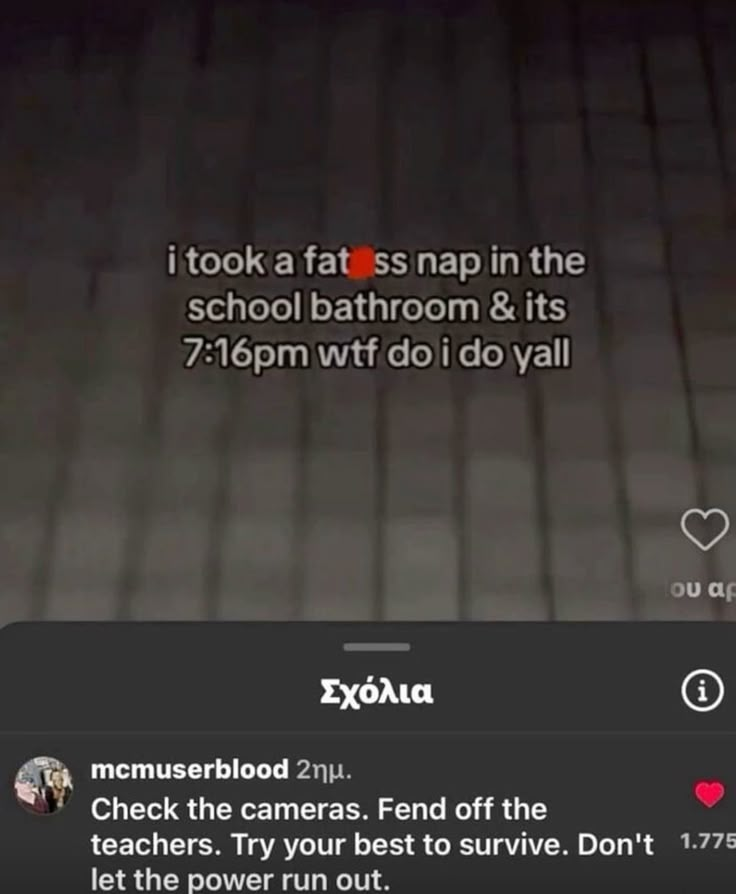 i took a fat ss nap in the
school bathroom & its
7:16pm wtf do i do yall
ου αρ
Σχόλια
mcmuserblood 2ημ.
Check the cameras. Fend off the
teachers. Try your best to survive. Don't
1.775
let the power run out.